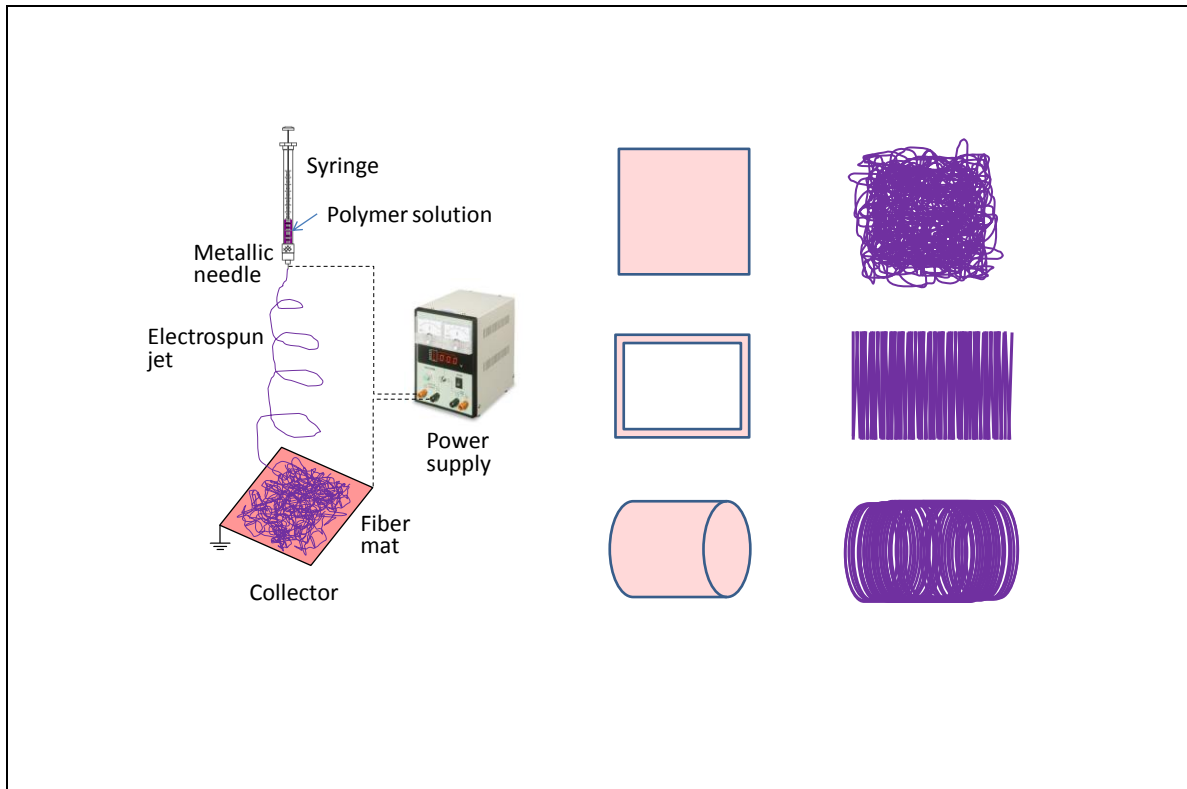 Syringe
Polymer solution
Metallic
needle
Electrospun
jet
Power
supply
Fiber
mat
Collector